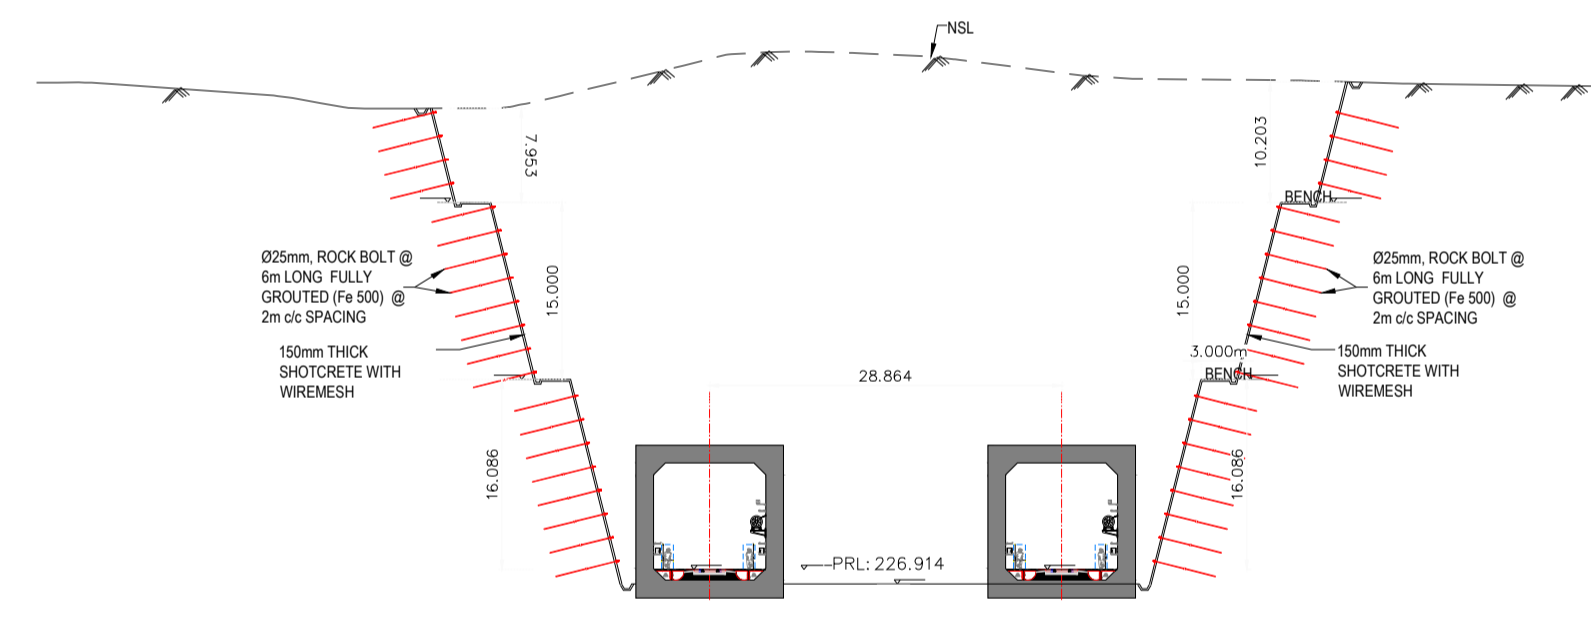 NSL
7.953
10.203
BENCH
Ø25mm, ROCK BOLT @
6m LONG FULLY
GROUTED (Fe 500) @
2m c/c SPACING
15.000
15.000
Ø25mm, ROCK BOLT @
6m LONG FULLY
GROUTED (Fe 500) @
2m c/c SPACING
150mm THICK
SHOTCRETE WITH
WIREMESH
3.000m
BENCH
150mm THICK
SHOTCRETE WITH
WIREMESH
28.864
16.086
16.086
PRL: 226.914